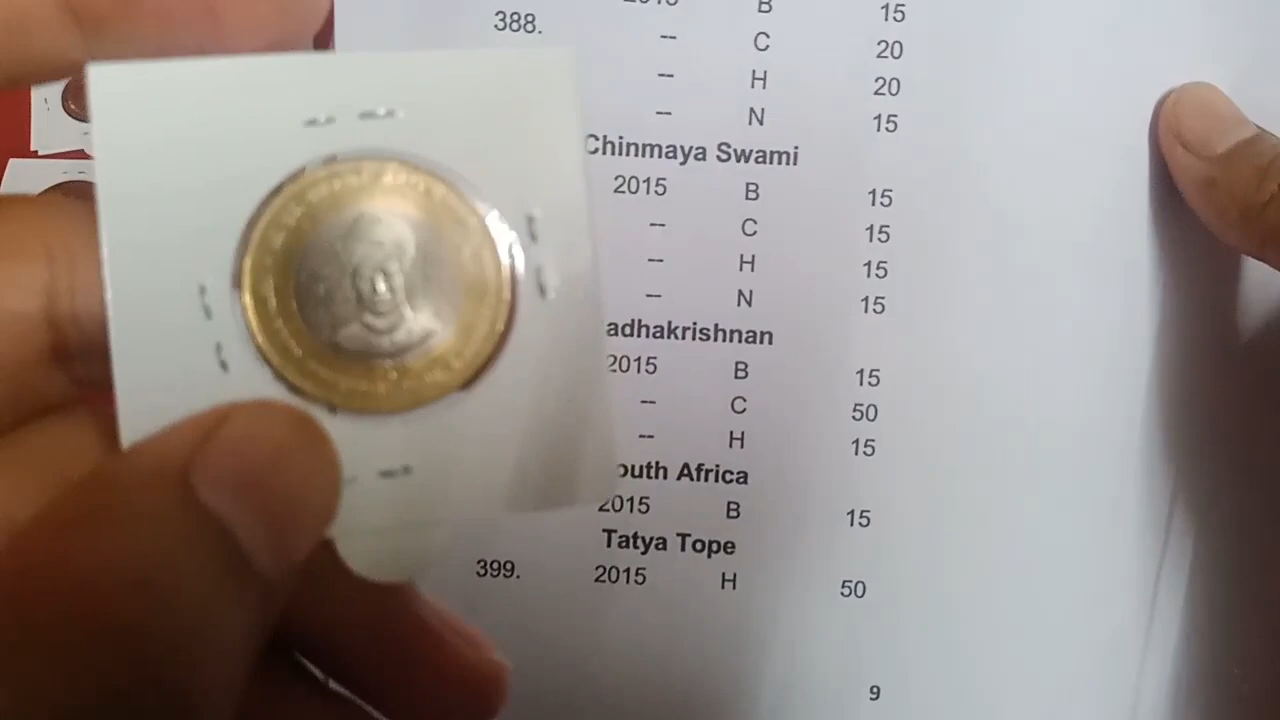 B 15
388. -- C 20
-- H 20
-- N 15
Chinmaya Swami
2015 B 15
-- C 15
-- H 15
-- N 15
adhakrishnan
2015 B 15
-- C 50
-- H 15
outh Africa
2015 B 15
Tatya Tope
399. 2015 H 50
9